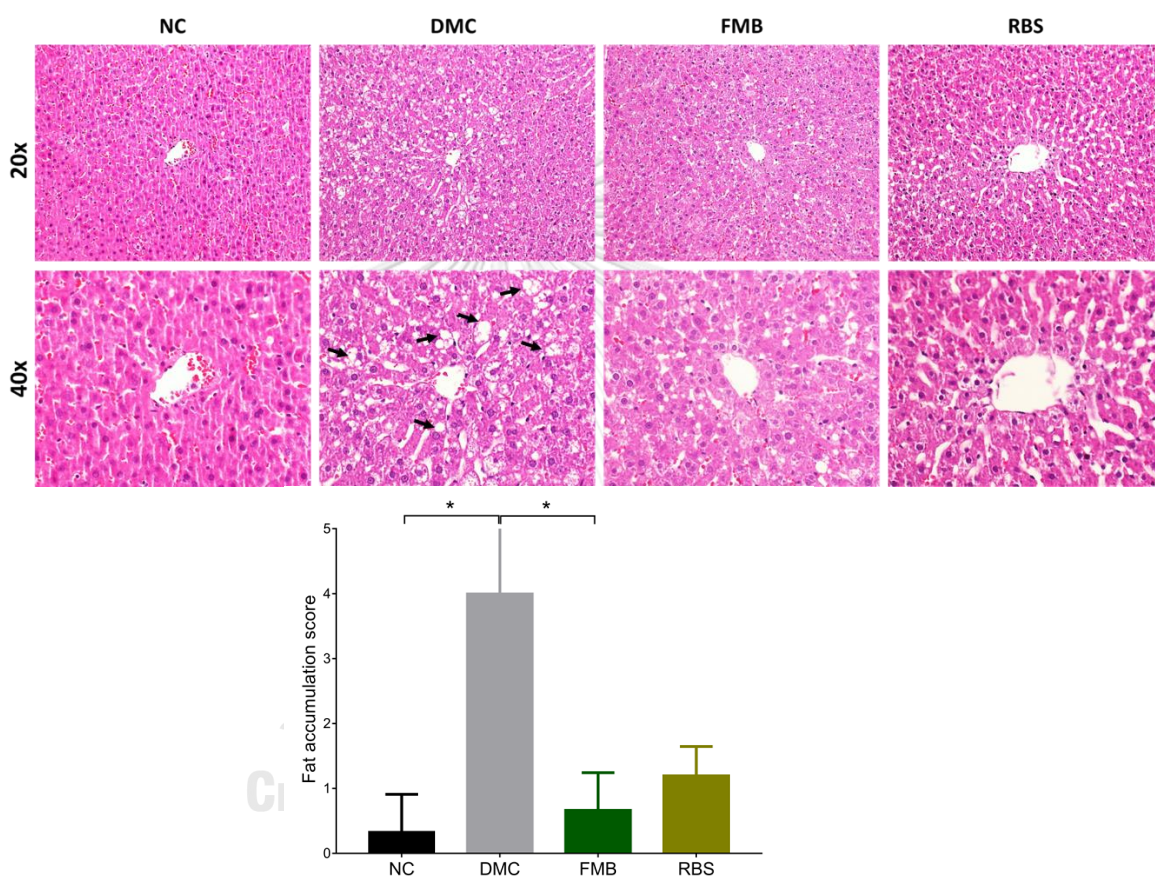 NC DMC FMB RBS
20x
40x
* *
Fat accumulation score
5
4
3
2
1
0
NC DMC FMB RBS